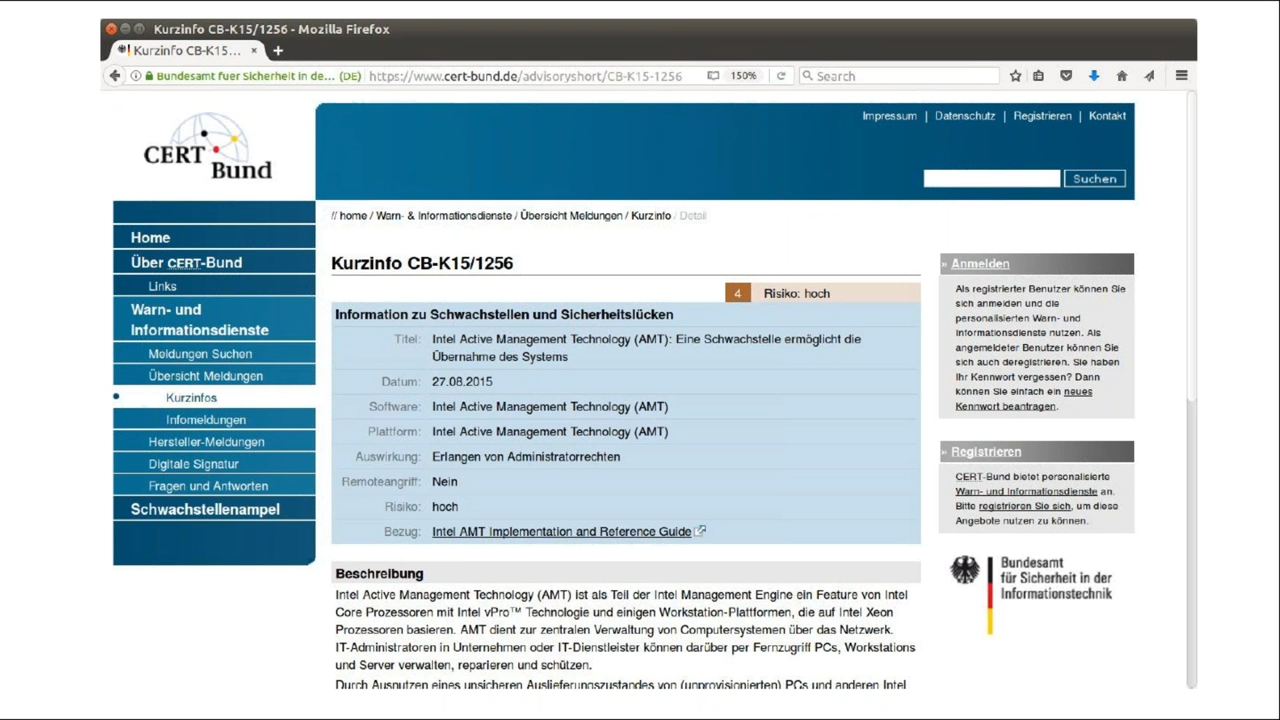 Kurzinfo CB-K15/1256 - Mozilla Firefox
Kurzinfo CB-K15...
Bundesamt fuer Sicherheit in de... (DE) https://www.cert-bund.de/advisoryshort/CB-K15-1256 150% Search
CERT Bund
Impressum | Datenschutz | Registrieren | Kontakt
Suchen
// home / Warn- & Informationsdienste / Übersicht Meldungen / Kurzinfo / Detail
Home
Über CERT-Bund
Links
Warn- und
Informationsdienste
Meldungen Suchen
Übersicht Meldungen
Kurzinfos
Infomeldungen
Hersteller-Meldungen
Digitale Signatur
Fragen und Antworten
Schwachstellenampel
Kurzinfo CB-K15/1256
4 Risiko: hoch
Information zu Schwachstellen und Sicherheitslücken
Titel: Intel Active Management Technology (AMT): Eine Schwachstelle ermöglicht die
Übernahme des Systems
Datum: 27.08.2015
Software: Intel Active Management Technology (AMT)
Plattform: Intel Active Management Technology (AMT)
Auswirkung: Erlangen von Administratorrechten
Remoteangriff: Nein
Risiko: hoch
Bezug: Intel AMT Implementation and Reference Guide
Beschreibung
Intel Active Management Technology (AMT) ist als Teil der Intel Management Engine ein Feature von Intel
Core Prozessoren mit Intel vPro™ Technologie und einigen Workstation-Plattformen, die auf Intel Xeon
Prozessoren basieren. AMT dient zur zentralen Verwaltung von Computersystemen über das Netzwerk.
IT-Administratoren in Unternehmen oder IT-Dienstleister können darüber per Fernzugriff PCs, Workstations
und Server verwalten, reparieren und schützen.
Durch Ausnutzen eines unsicheren Auslieferungszustandes von (unprovisionierten) PCs und anderen Intel
» Anmelden
Als registrierter Benutzer können Sie
sich anmelden und die
personalisierten Warn- und
Informationsdienste nutzen. Als
angemeldeter Benutzer können Sie
sich auch deregistrieren. Sie haben
Ihr Kennwort vergessen? Dann
können Sie einfach ein neues
Kennwort beantragen.
» Registrieren
CERT-Bund bietet personalisierte
Warn- und Informationsdienste an.
Bitte registrieren Sie sich, um diese
Angebote nutzen zu können.
Bundesamt
für Sicherheit in der
Informationstechnik